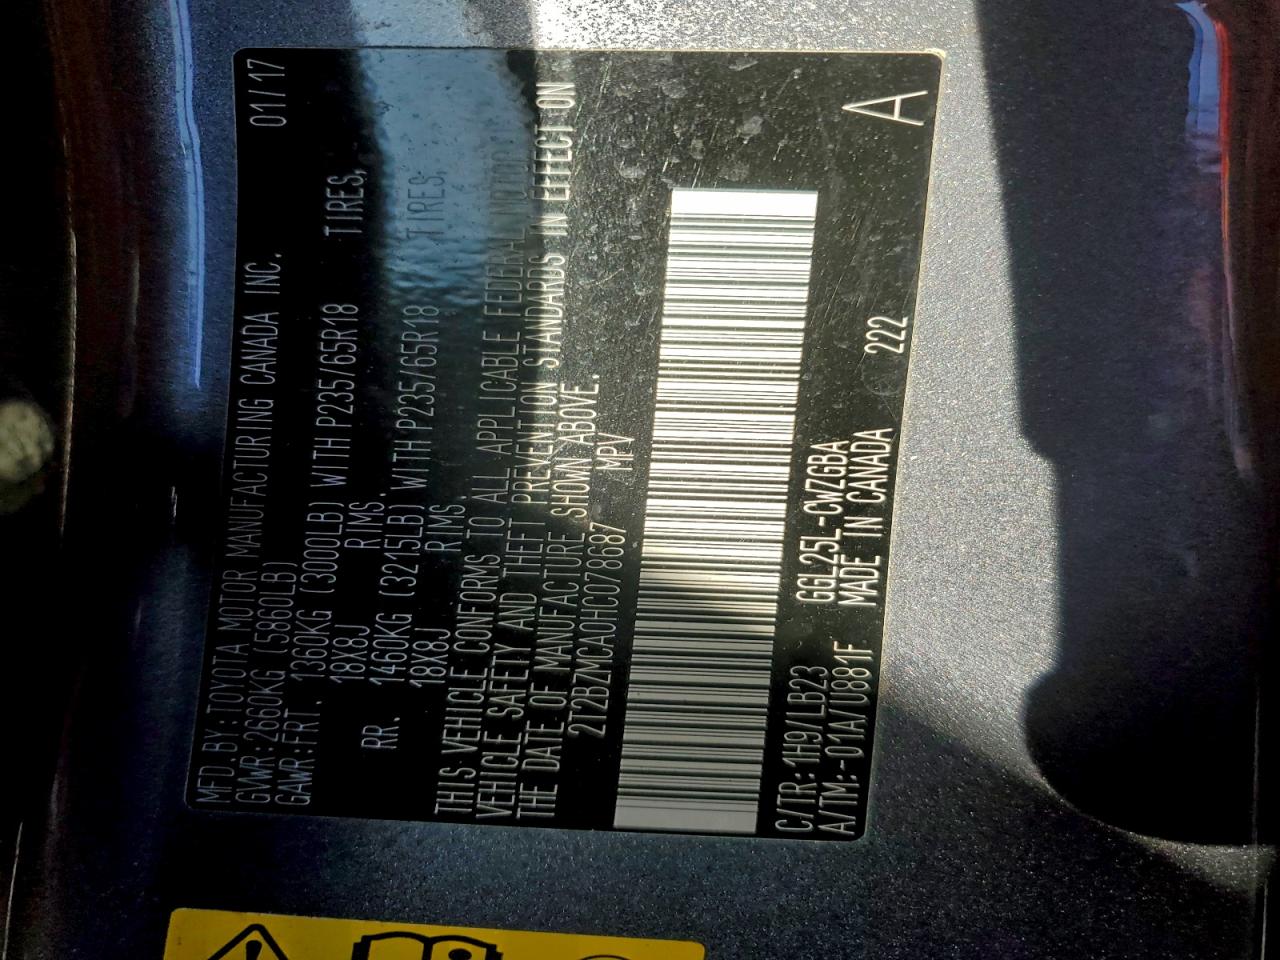 MFD.BY:TOYOTA MOTOR MANUFACTURING CANADA INC. 01/17
GVWR:2660KG(5860LB)
GAWR:FRT. 1360KG(3000LB)WITH P235/65R18 TIRES,
18X8J RIMS.
RR. 1460KG(3215LB)WITH P235/65R18 TIRES,
18X8J RIMS
THIS VEHICLE CONFORMS TO ALL APPLICABLE FEDERAL MOTOR
VEHICLE SAFETY AND THEFT PREVENTION STANDARDS IN EFFECT ON
THE DATE OF MANUFACTURE SHOWN ABOVE.
2T2BZMCA0HC078687 MPV
C/TR:1H9/LB23 GGL25L-CWZGBA
A/TM:-01A/U881F MADE IN CANADA 222 A